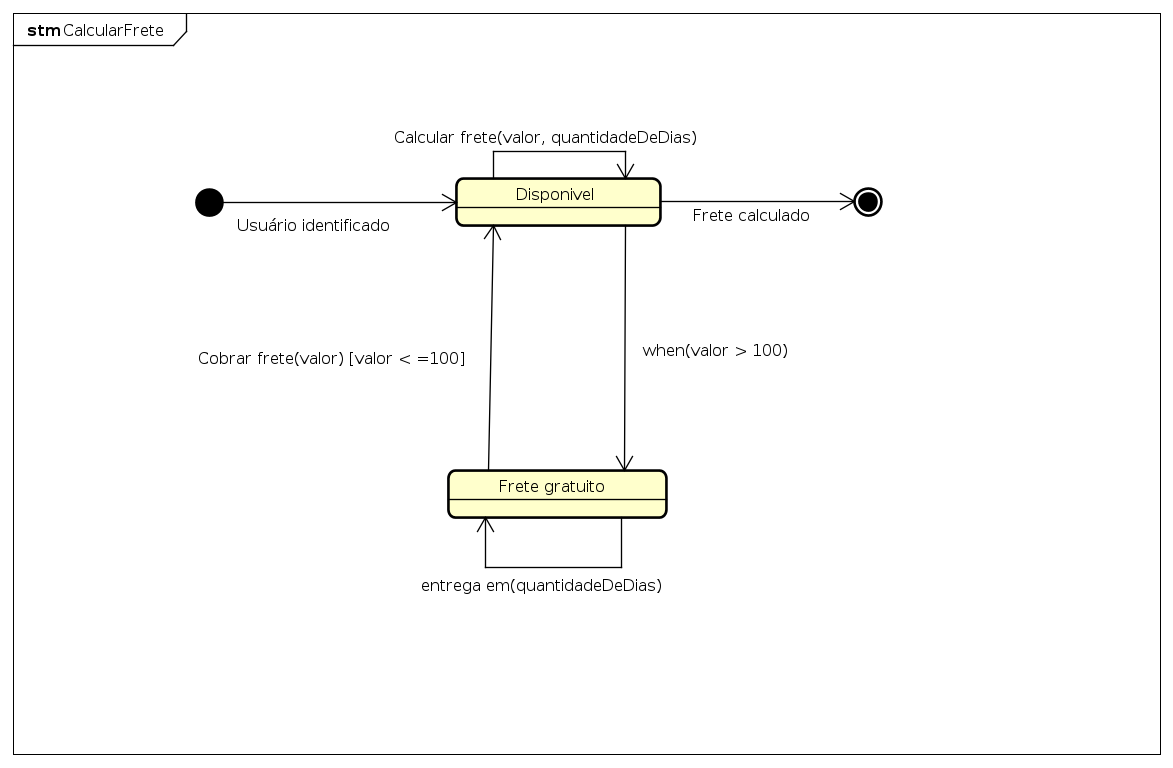 stm CalcularFrete
Calcular frete(valor, quantidadeDeDias)
Disponivel
Usuário identificado
Frete calculado
Cobrar frete(valor) [valor < =100]
when(valor > 100)
Frete gratuito
entrega em(quantidadeDeDias)